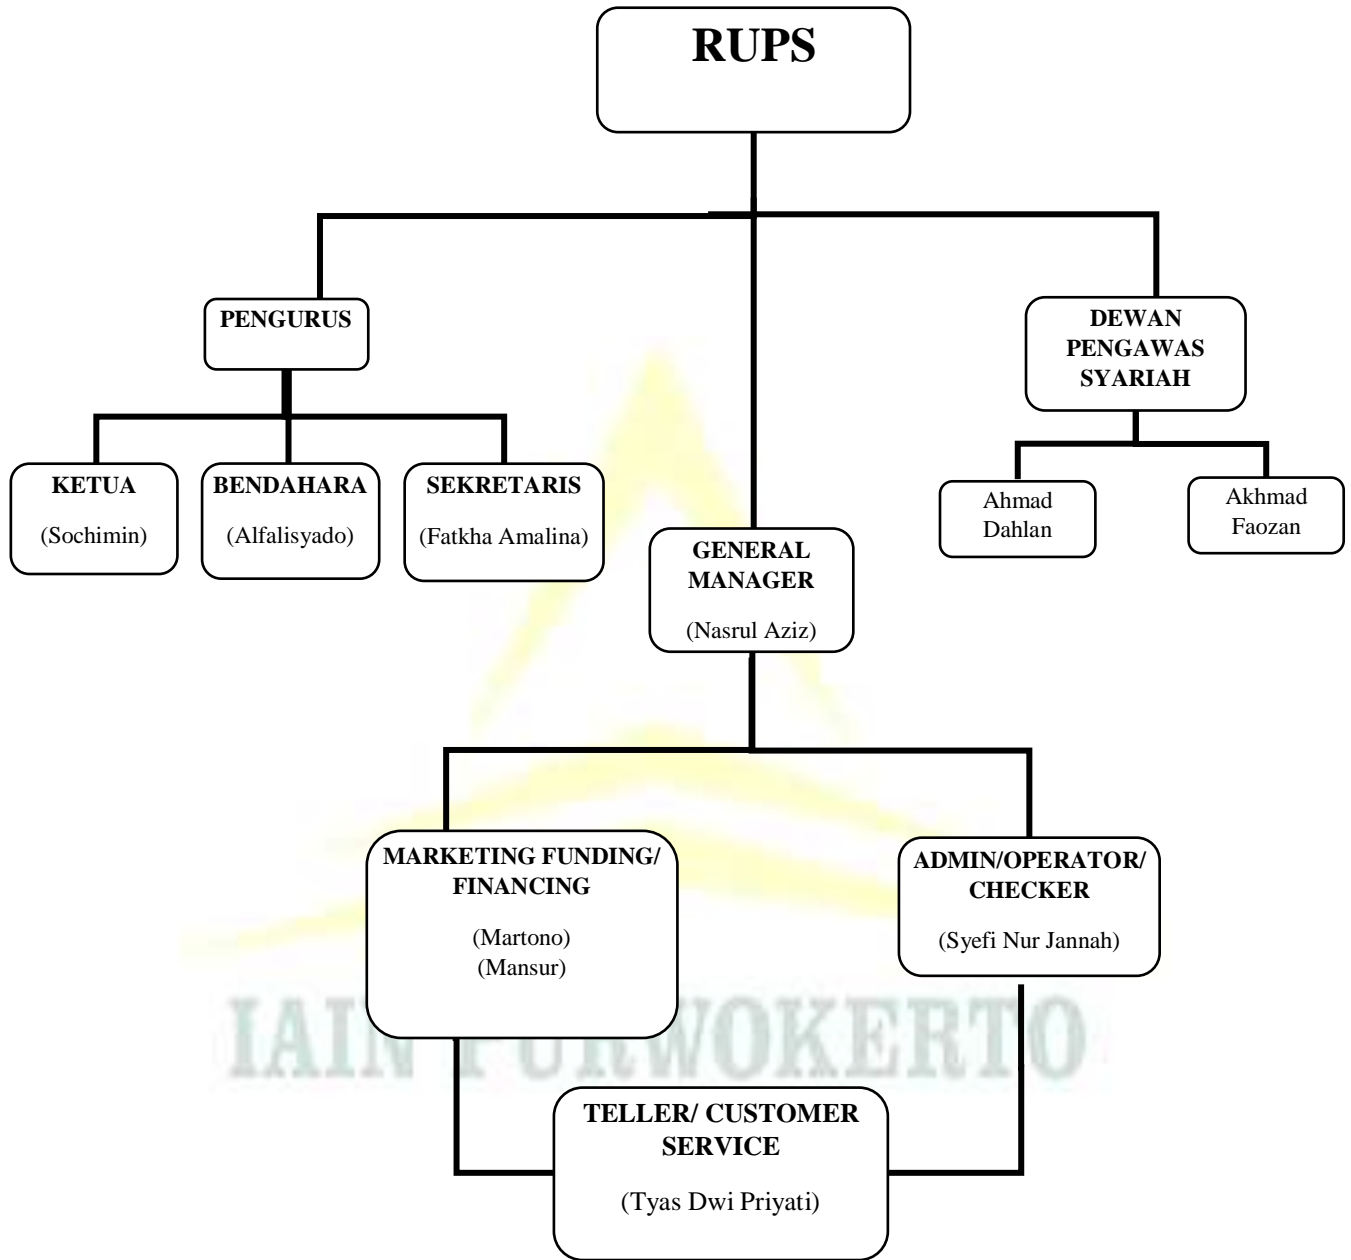 RUPS
PENGURUS
DEWAN
PENGAWAS
SYARIAH
KETUA
(Sochimin)
BENDAHARA
(Alfalisyado)
SEKRETARIS
(Fatkha Amalina)
Ahmad
Dahlan
Akhmad
Faozan
GENERAL
MANAGER
(Nasrul Aziz)
MARKETING FUNDING/
FINANCING
(Martono)
(Mansur)
ADMIN/OPERATOR/
CHECKER
(Syefi Nur Jannah)
IAIN PURWOKERTO
TELLER/ CUSTOMER
SERVICE
(Tyas Dwi Priyati)